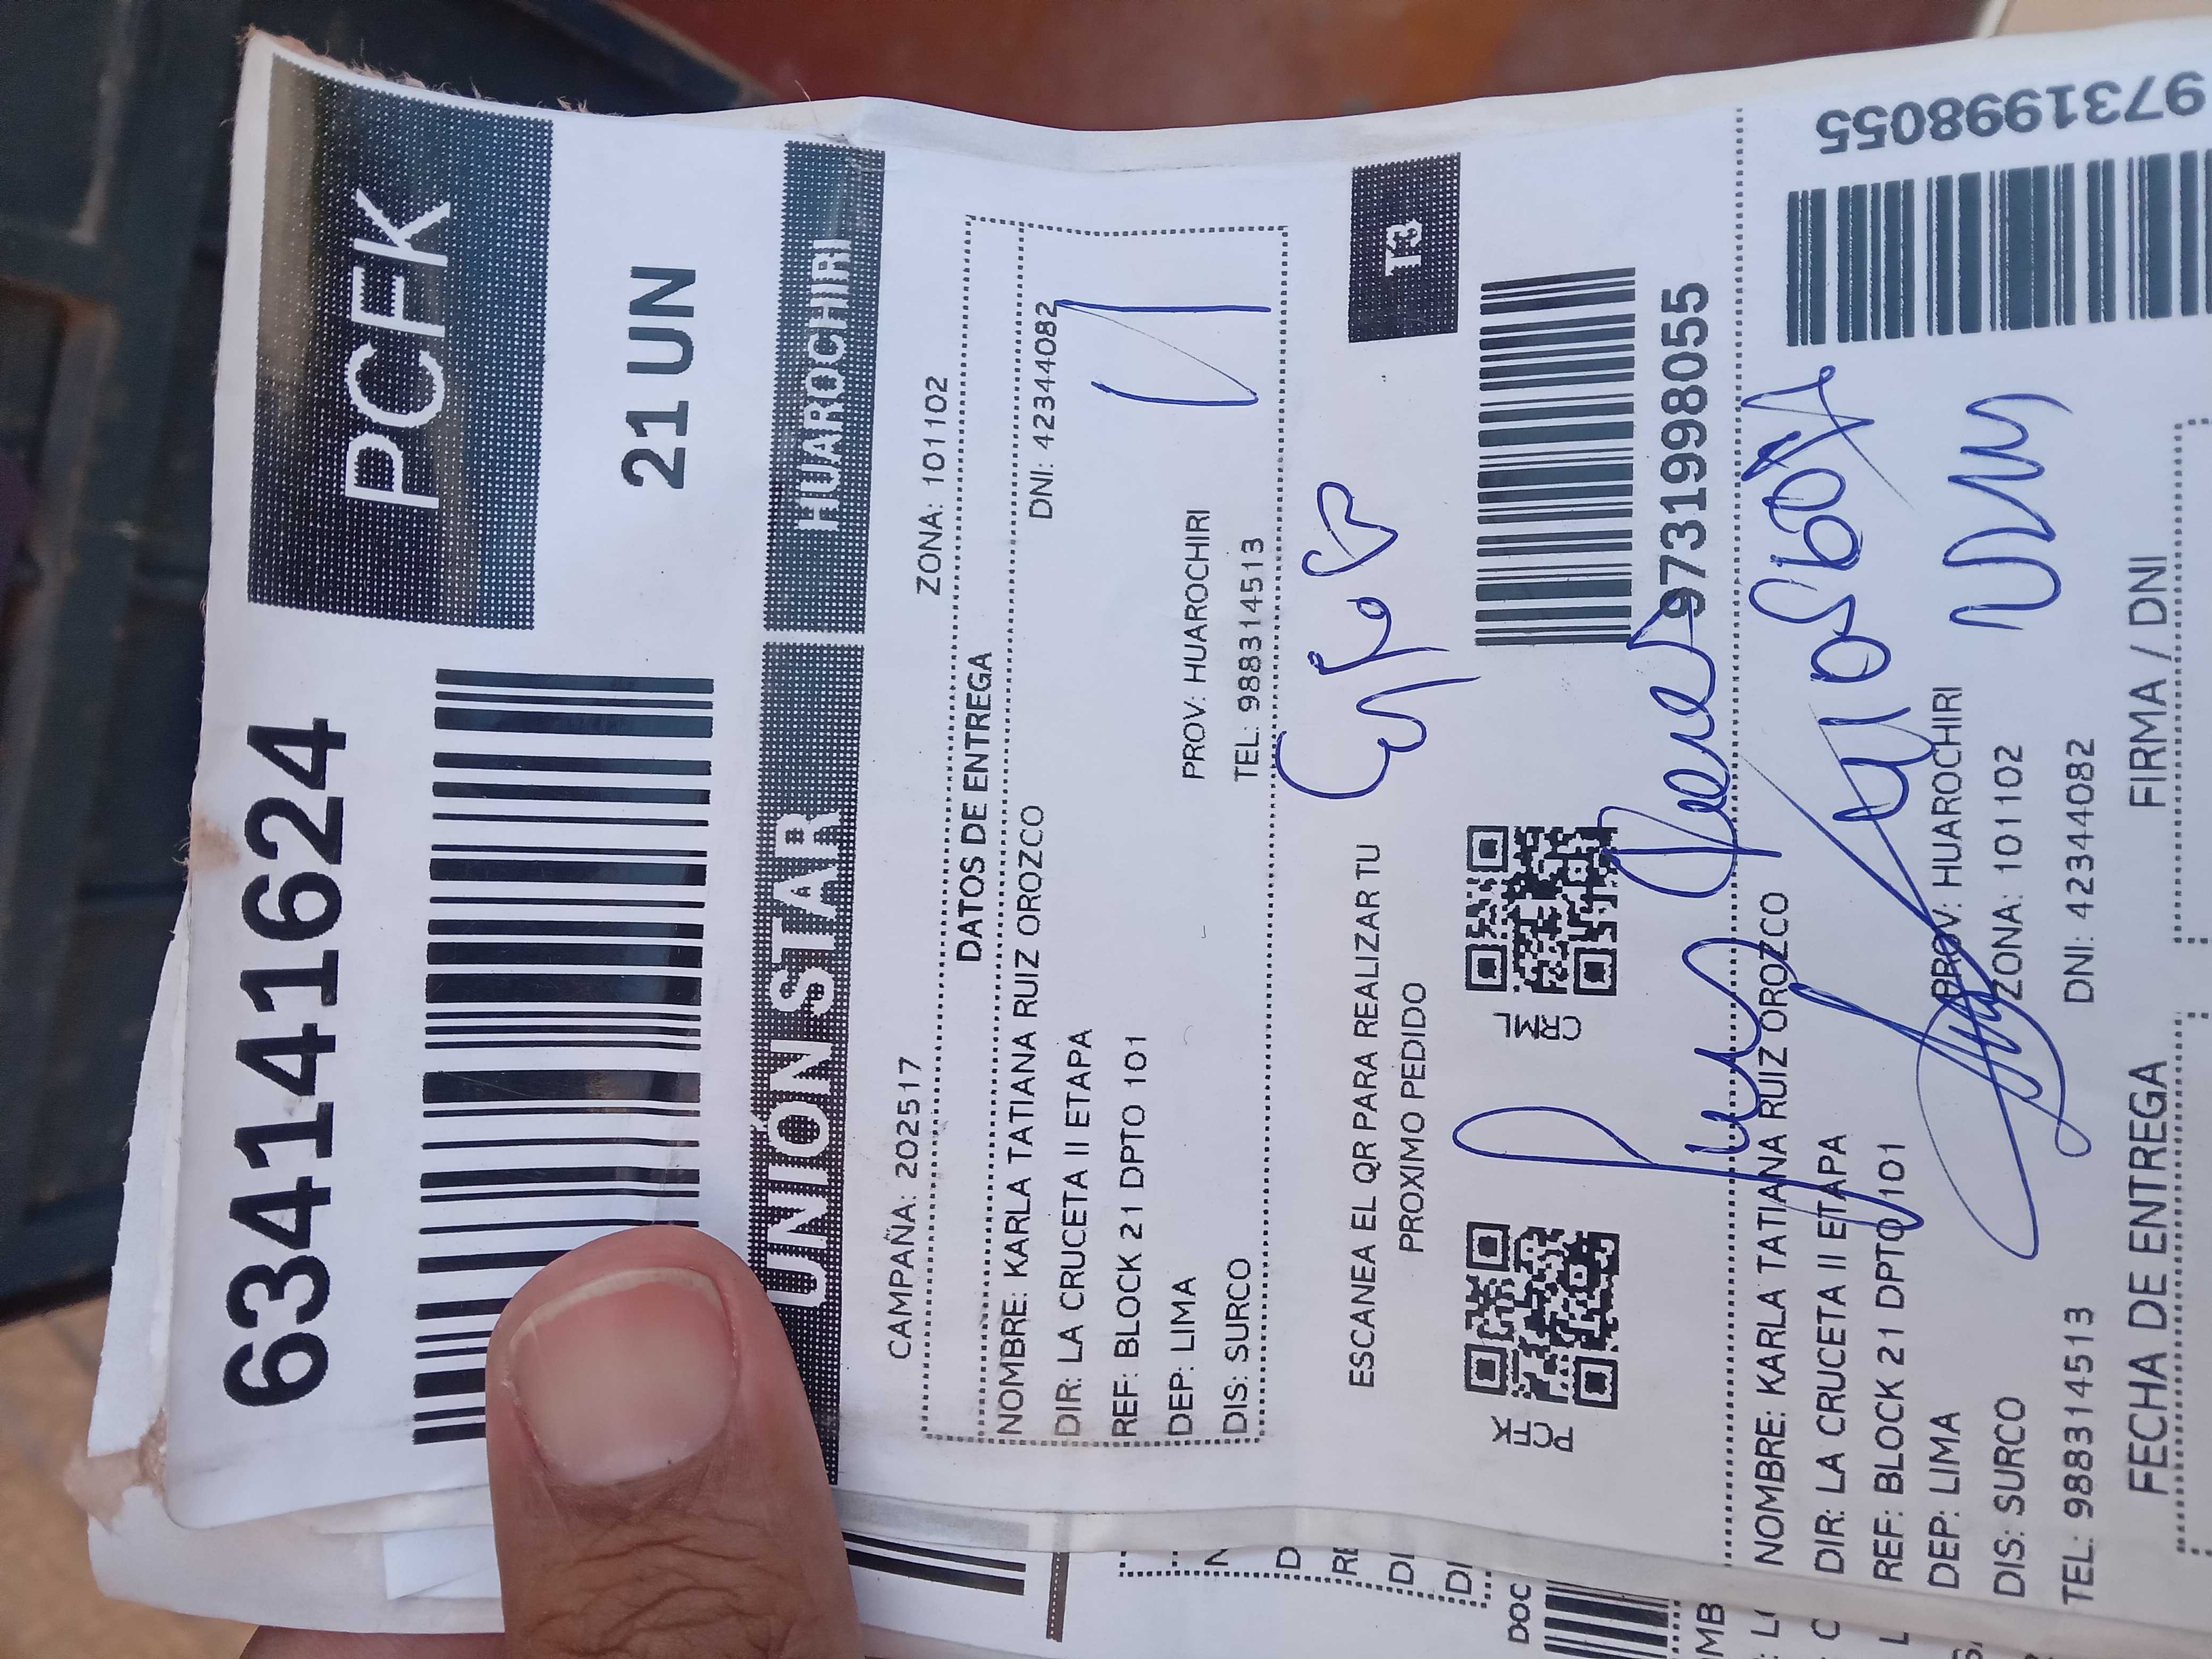 634141624
PCFK
21 UN
UNIÓN STAR
HUAROCHIRI
CAMPAÑA: 202517
ZONA: 101102
DATOS DE ENTREGA
NOMBRE: KARLA TATIANA RUIZ OROZCO
DIR: LA CRUCETA II ETAPA
DNI: 42344082
REF: BLOCK 21 DPTO 101
DEP: LIMA
PROV: HUAROCHIRI
DIS: SURCO
TEL: 988314513
ESCANEA EL QR PARA REALIZAR TU
PROXIMO PEDIDO
T3
PCFK
CRML
9731998055
NOMBRE: KARLA TATIANA RUIZ OROZCO
DIR: LA CRUCETA II ETAPA
REF: BLOCK 21 DPTO 101
DEP: LIMA
PROV: HUAROCHIRI
DIS: SURCO
ZONA: 101102
TEL: 988314513
DNI: 42344082
9731998055
FECHA DE ENTREGA
FIRMA / DNI
DOC